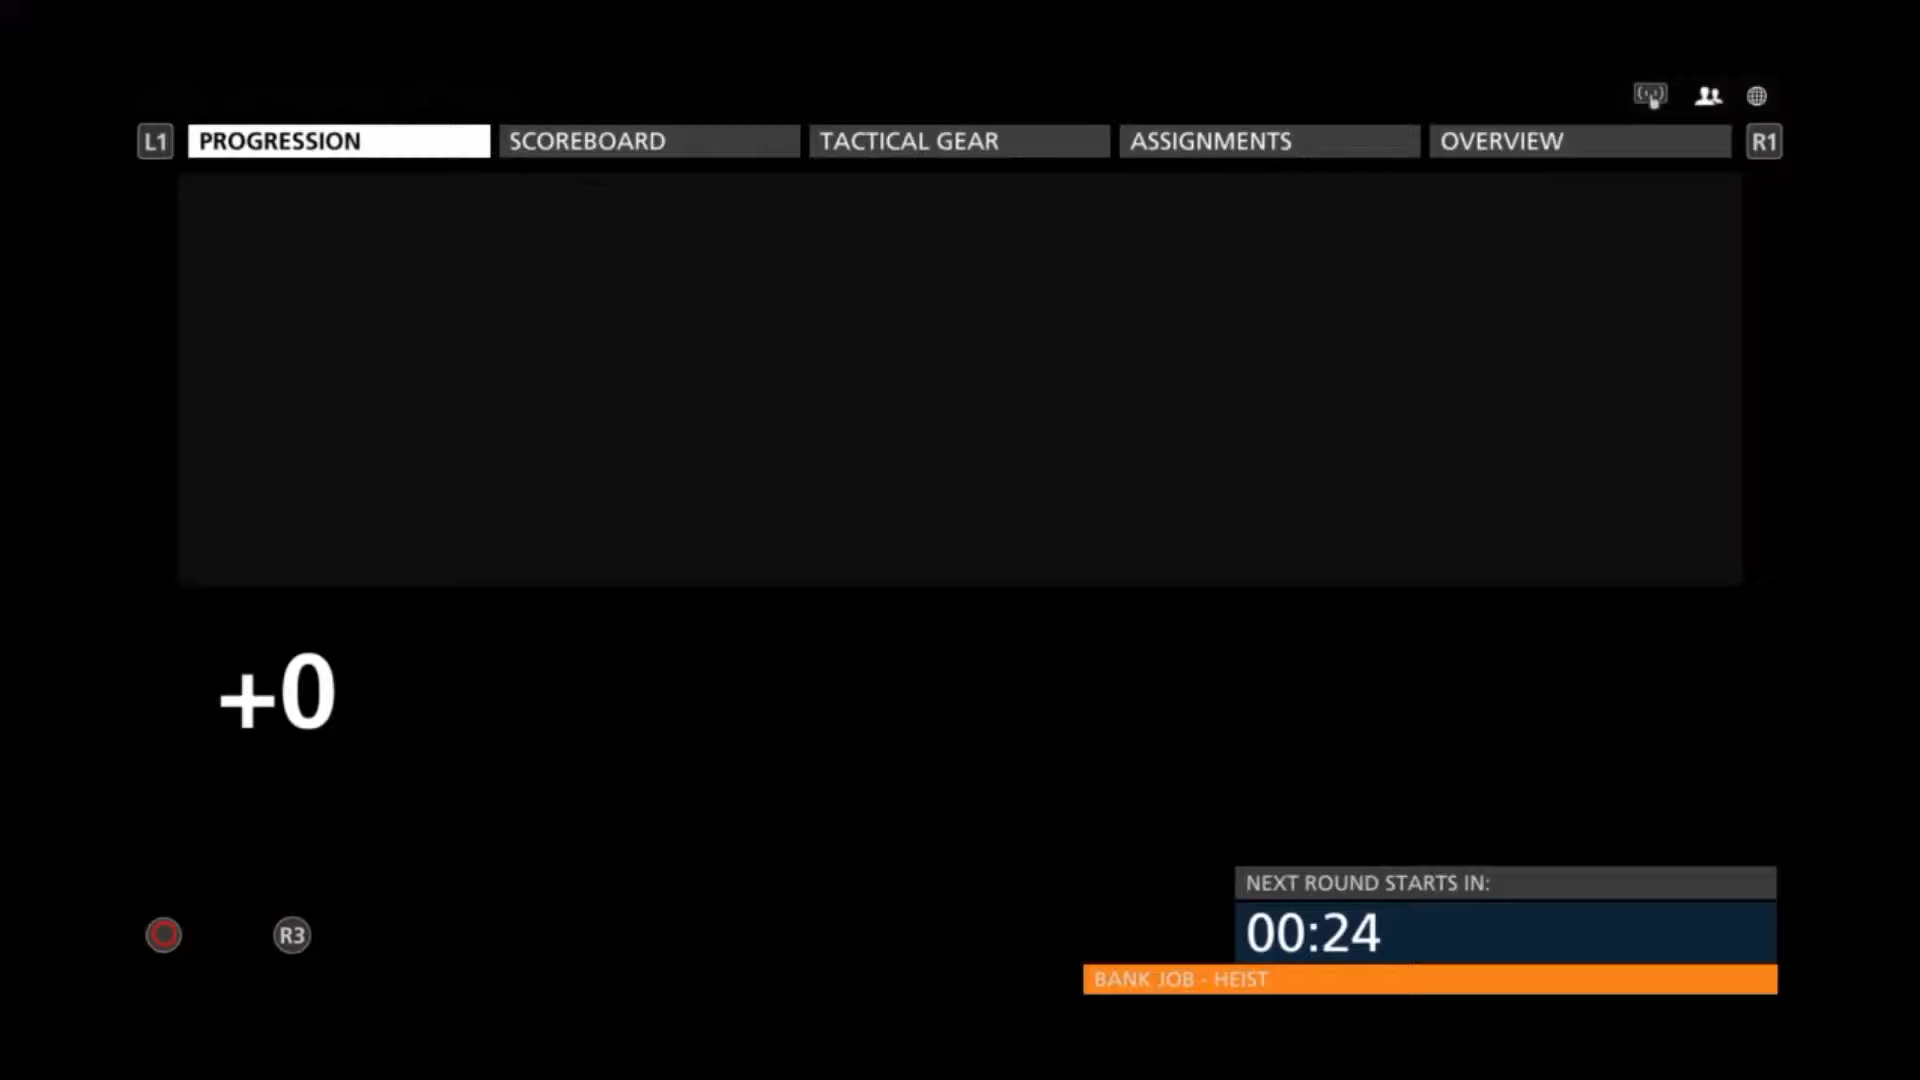 L1 PROGRESSION SCOREBOARD TACTICAL GEAR ASSIGNMENTS OVERVIEW R1
+0
NEXT ROUND STARTS IN:
00:24
R3
BANK JOB - HEIST